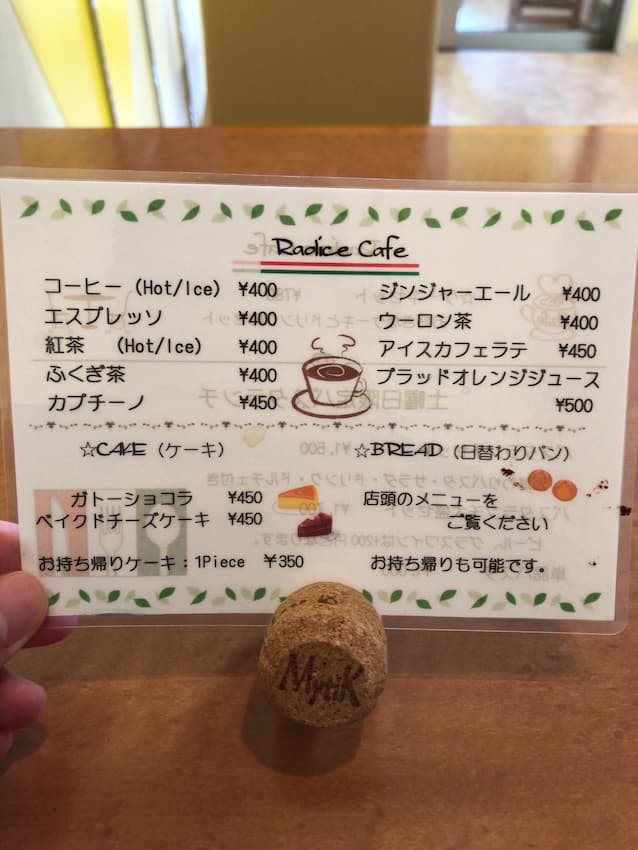 Radice Cafe
コーヒー (Hot/Ice) ¥400
エスプレッソ ¥400
紅茶 (Hot/Ice) ¥400
ふくぎ茶 ¥400
カプチーノ ¥450
ジンジャーエール ¥400
ウーロン茶 ¥400
アイスカフェラテ ¥450
ブラッドオレンジジュース
¥500
☆CAKE (ケーキ)
ガトーショコラ ¥450
ベイクドチーズケーキ ¥450
お持ち帰りケーキ：1Piece ¥350
☆BREAD (日替わりパン)
店頭のメニューを
ご覧ください
お持ち帰りも可能です。
MyriK